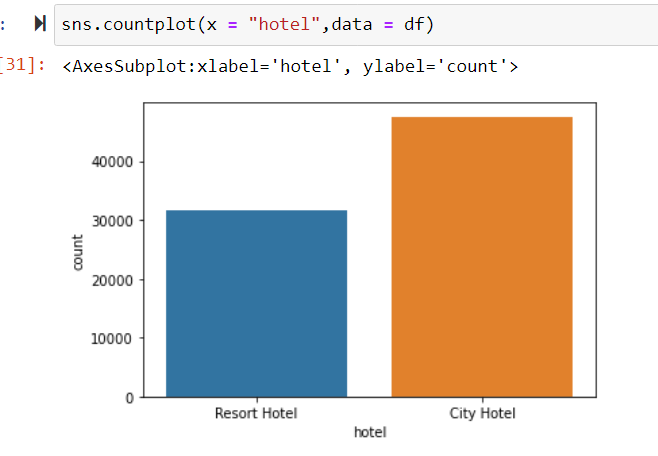 :
sns.countplot(x = "hotel",data = df)
[31]:
<AxesSubplot:xlabel='hotel', ylabel='count'>
40000
30000
20000
10000
0
count
Resort Hotel
City Hotel
hotel